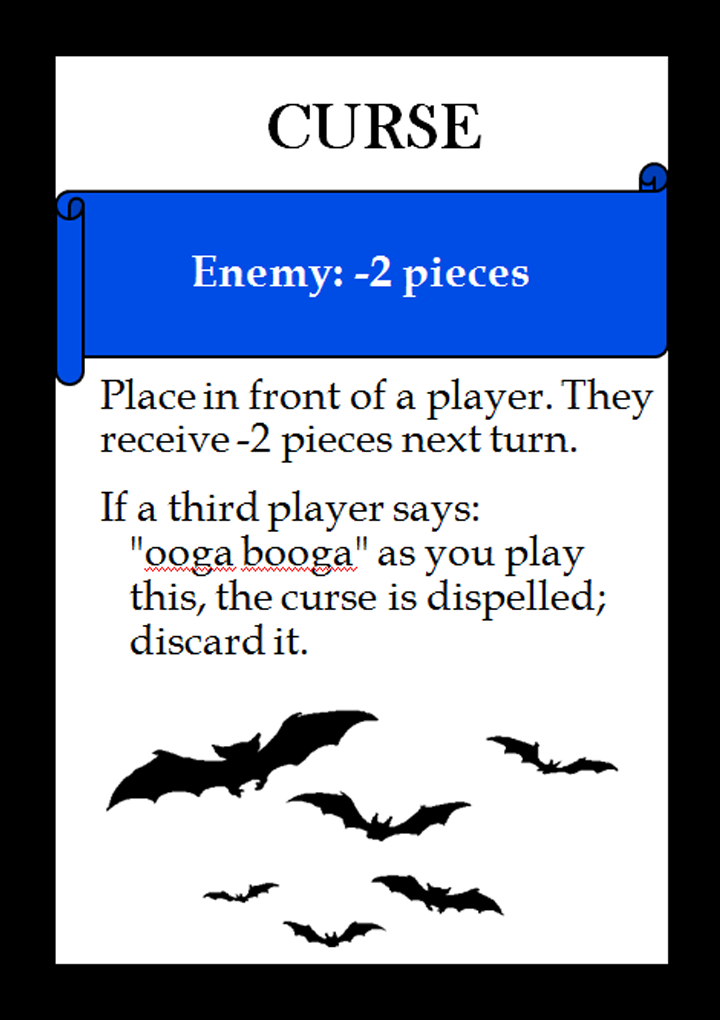 CURSE
Enemy: -2 pieces
Place in front of a player. They
receive -2 pieces next turn.
If a third player says:
"ooga booga" as you play
this, the curse is dispelled;
discard it.